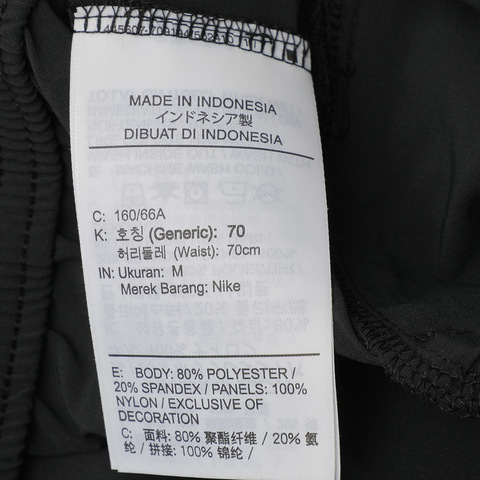 MADE IN INDONESIA
インドネシア製
DIBUAT DI INDONESIA
C: 160/66A
K: 호칭 (Generic): 70
허리둘레 (Waist): 70cm
IN: Ukuran: M
Merek Barang: Nike
E: BODY: 80% POLYESTER /
20% SPANDEX / PANELS: 100%
NYLON / EXCLUSIVE OF
DECORATION
C: 面料: 80% 聚酯纤维 / 20% 氨
纶 / 拼接: 100% 锦纶 /